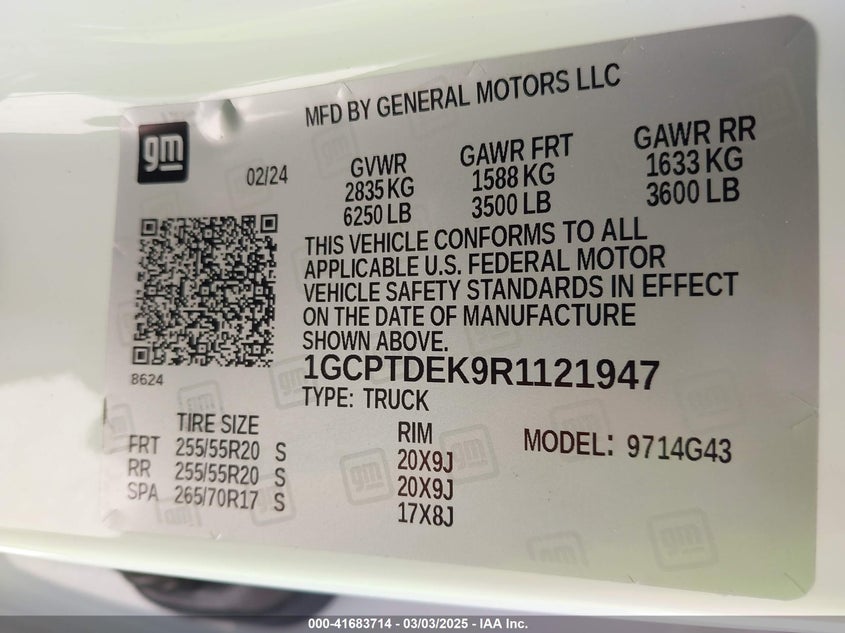 gm
MFD BY GENERAL MOTORS LLC
02/24
GVWR
2835 KG
6250 LB
GAWR FRT
1588 KG
3500 LB
GAWR RR
1633 KG
3600 LB
THIS VEHICLE CONFORMS TO ALL
APPLICABLE U.S. FEDERAL MOTOR
VEHICLE SAFETY STANDARDS IN EFFECT
ON THE DATE OF MANUFACTURE
SHOWN ABOVE.
1GCPTDEK9R1121947
TYPE: TRUCK
8624
TIRE SIZE
FRT 255/55R20 S
RR 255/55R20 S
SPA 265/70R17 S
RIM
20X9J
20X9J
17X8J
MODEL: 9714G43
000-41683714 - 03/03/2025 - IAA Inc.